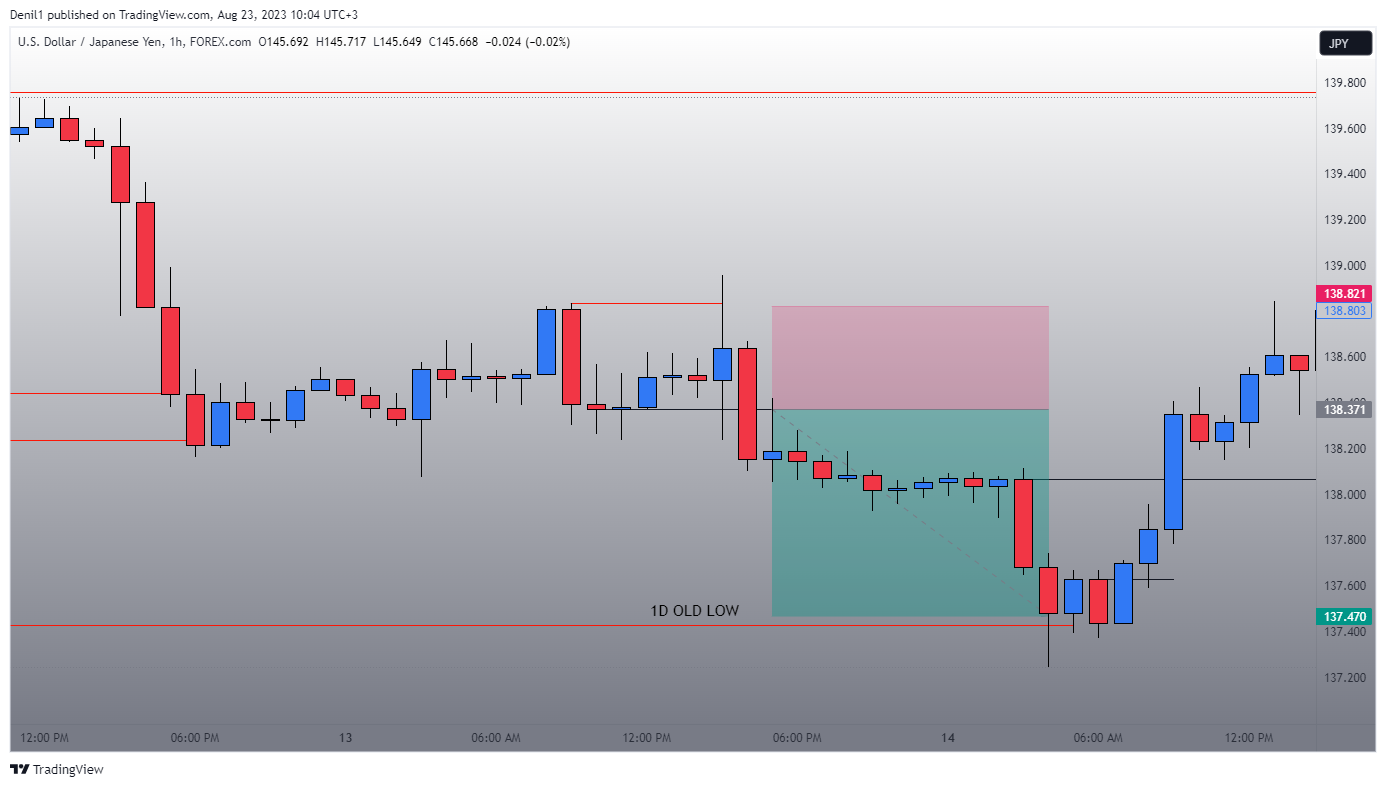 Denil1 published on TradingView.com, Aug 23, 2023 10:04 UTC+3
U.S. Dollar / Japanese Yen, 1h, FOREX.com O145.692 H145.717 L145.649 C145.668 −0.024 (−0.02%)
JPY
139.800
139.600
139.400
139.200
139.000
138.821
138.803
138.600
138.371
138.200
138.000
137.800
137.600
1D OLD LOW
137.470
137.400
137.200
12:00 PM 06:00 PM 13 06:00 AM 12:00 PM 06:00 PM 14 06:00 AM 12:00 PM
TradingView